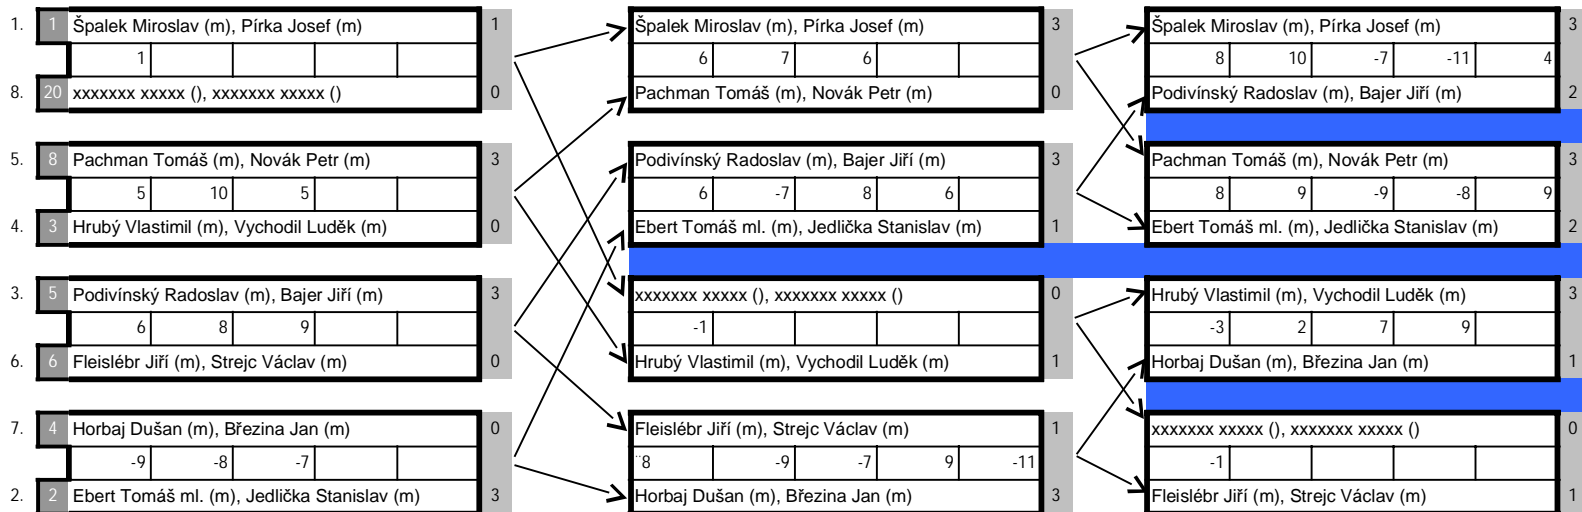 1. 1 Špalek Miroslav (m), Pírka Josef (m) 1
1
8. 20 xxxxxxx xxxxx (), xxxxxxx xxxxx () 0
5. 8 Pachman Tomáš (m), Novák Petr (m) 3
5 10 5
4. 3 Hrubý Vlastimil (m), Vychodil Luděk (m) 0
3. 5 Podivínský Radoslav (m), Bajer Jiří (m) 3
6 8 9
6. 6 Fleislébr Jiří (m), Strejc Václav (m) 0
7. 4 Horbaj Dušan (m), Březina Jan (m) 0
-9 -8 -7
2. 2 Ebert Tomáš ml. (m), Jedlička Stanislav (m) 3
Špalek Miroslav (m), Pírka Josef (m) 3
6 7 6
Pachman Tomáš (m), Novák Petr (m) 0
Podivínský Radoslav (m), Bajer Jiří (m) 3
6 -7 8 6
Ebert Tomáš ml. (m), Jedlička Stanislav (m) 1
xxxxxxx xxxxx (), xxxxxxx xxxxx () 0
-1
Hrubý Vlastimil (m), Vychodil Luděk (m) 1
Fleislébr Jiří (m), Strejc Václav (m) 1
¨8 -9 -7 9 -11
Horbaj Dušan (m), Březina Jan (m) 3
Špalek Miroslav (m), Pírka Josef (m) 3
8 10 -7 -11 4
Podivínský Radoslav (m), Bajer Jiří (m) 2
Pachman Tomáš (m), Novák Petr (m) 3
8 9 -9 -8 9
Ebert Tomáš ml. (m), Jedlička Stanislav (m) 2
Hrubý Vlastimil (m), Vychodil Luděk (m) 3
-3 2 7 9
Horbaj Dušan (m), Březina Jan (m) 1
xxxxxxx xxxxx (), xxxxxxx xxxxx () 0
-1
Fleislébr Jiří (m), Strejc Václav (m) 1